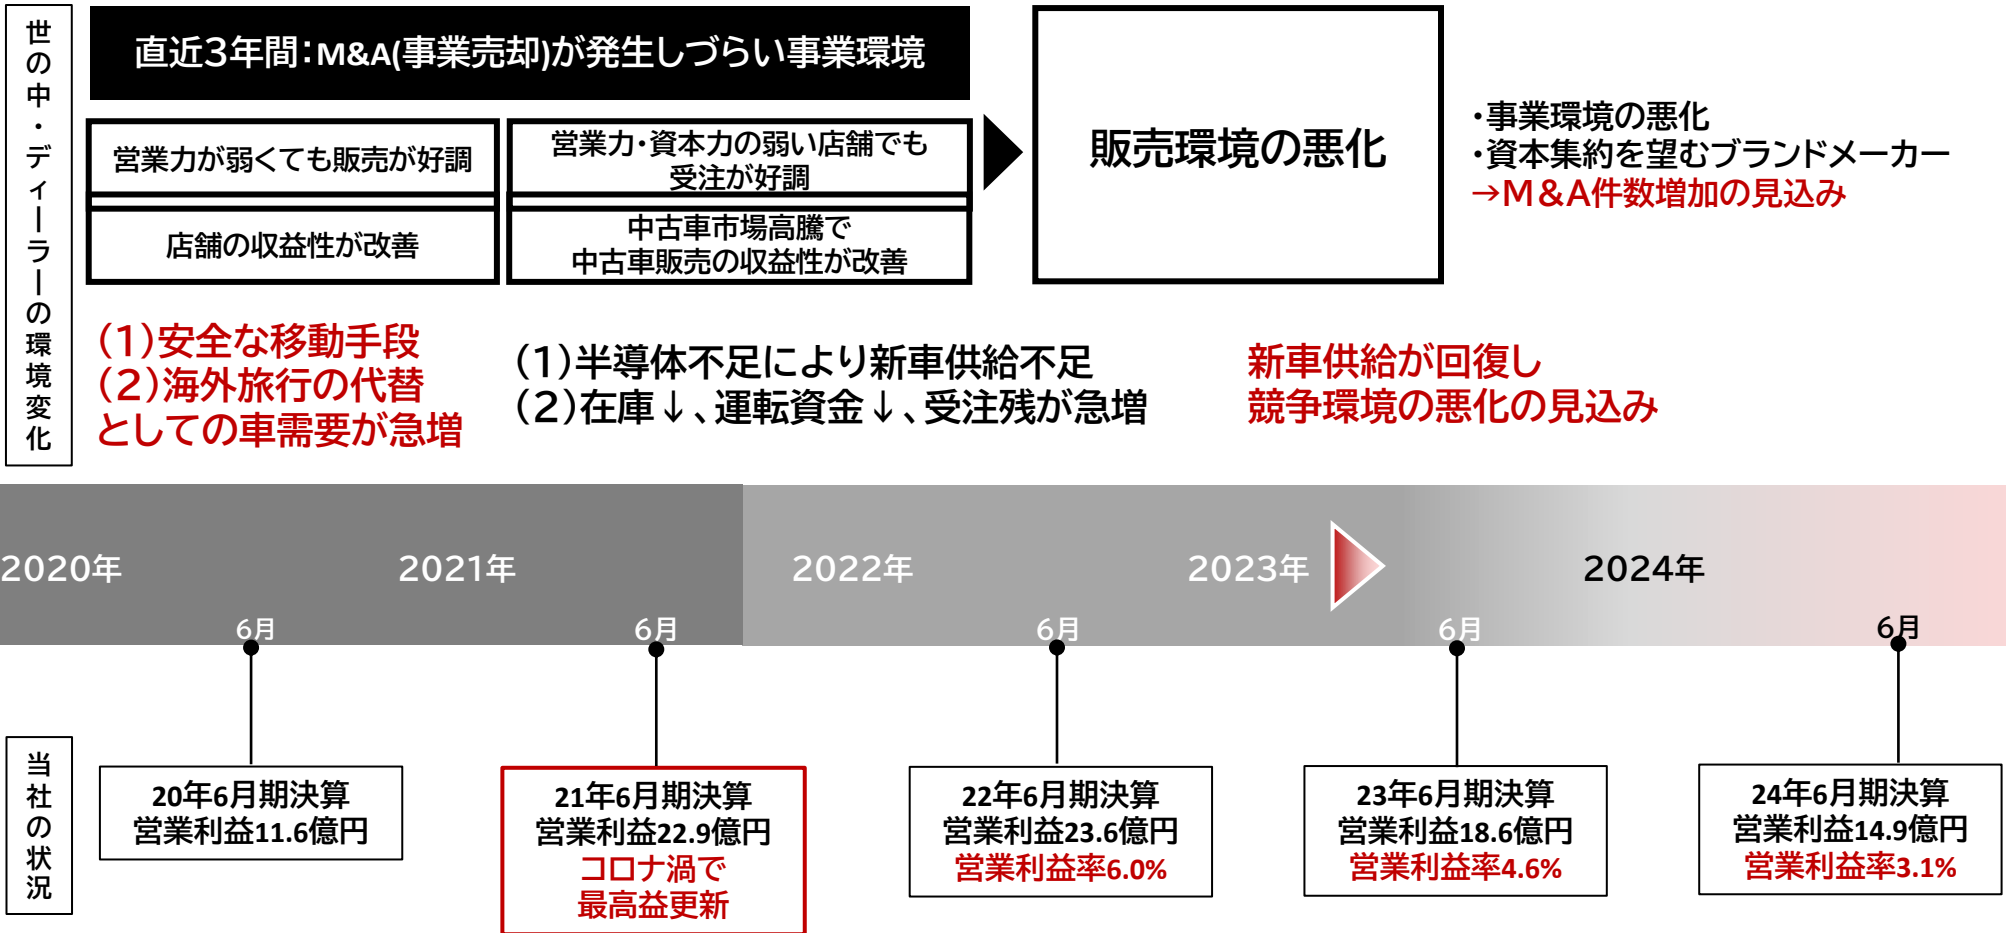 世の中・ディーラーの環境変化
直近3年間:M&A(事業売却)が発生しづらい事業環境
営業力が弱くても販売が好調
営業力・資本力の弱い店舗でも
受注が好調
店舗の収益性が改善
中古車市場高騰で
中古車販売の収益性が改善
販売環境の悪化
・事業環境の悪化
・資本集約を望むブランドメーカー
→M&A件数増加の見込み
(1)安全な移動手段
(2)海外旅行の代替
としての車需要が急増
(1)半導体不足により新車供給不足
(2)在庫↓、運転資金↓、受注残が急増
新車供給が回復し
競争環境の悪化の見込み
2020年
2021年
2022年
2023年
2024年
6月
6月
6月
6月
6月
当社の状況
20年6月期決算
営業利益11.6億円
21年6月期決算
営業利益22.9億円
コロナ渦で
最高益更新
22年6月期決算
営業利益23.6億円
営業利益率6.0%
23年6月期決算
営業利益18.6億円
営業利益率4.6%
24年6月期決算
営業利益14.9億円
営業利益率3.1%